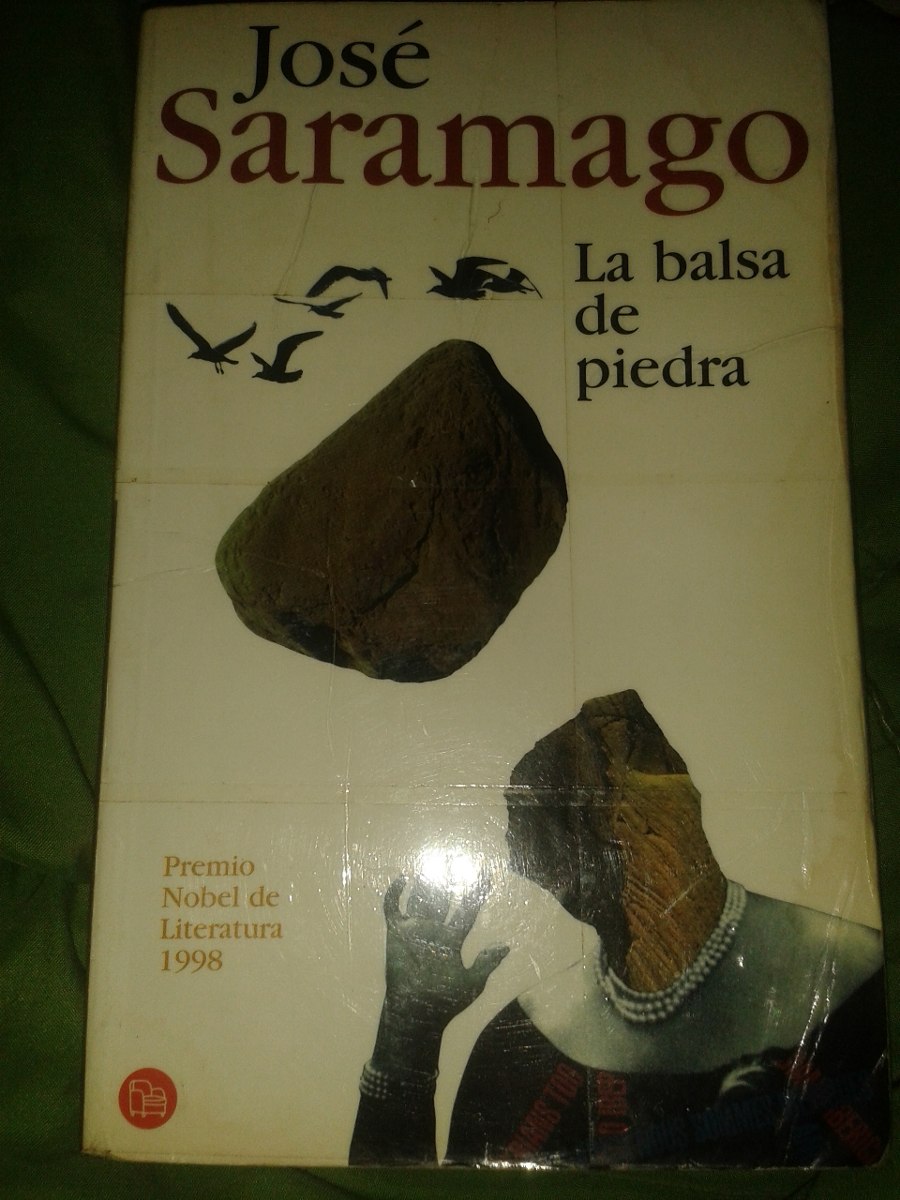 José
Saramago
La balsa
de
piedra
Premio
Nobel de
Literatura
1998